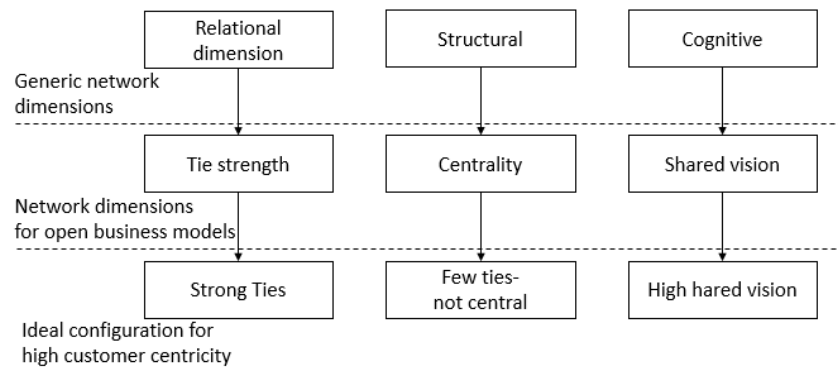 Relational
dimension
Structural
Cognitive
Generic network
dimensions
Tie strength
Centrality
Shared vision
Network dimensions
for open business models
Strong Ties
Few ties-
not central
High hared vision
Ideal configuration for
high customer centricity